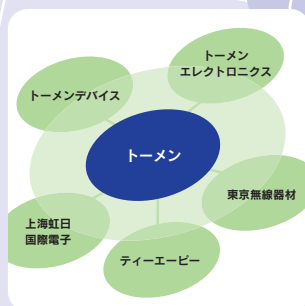 トーメン
エレクトロニクス
トーメンデバイス
トーメン
東京無線器材
上海虹日
国際電子
ティーエーピー